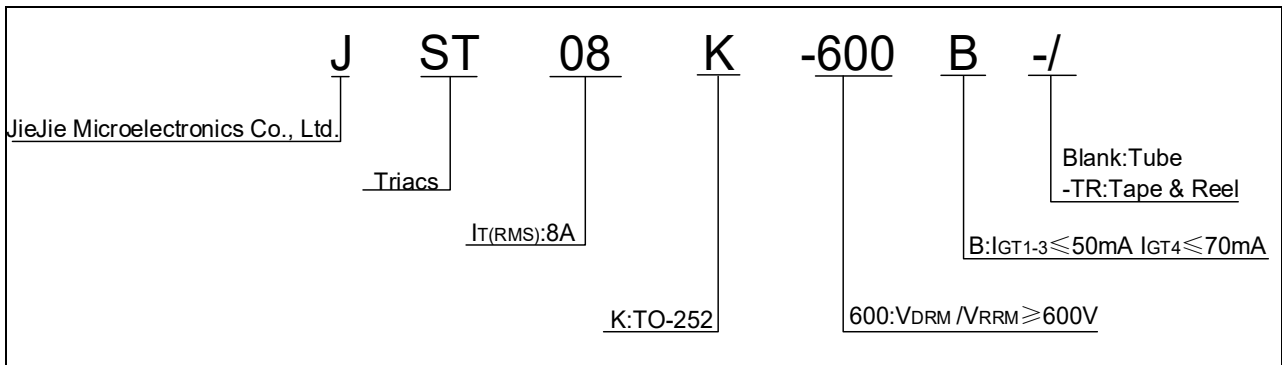 J ST 08 K -600 B -/
JieJie Microelectronics Co., Ltd.
Triacs
IT(RMS):8A
K:TO-252
Blank:Tube
-TR:Tape & Reel
B:IGT1-3≤50mA IGT4≤70mA
600:VDRM /VRRM≥600V